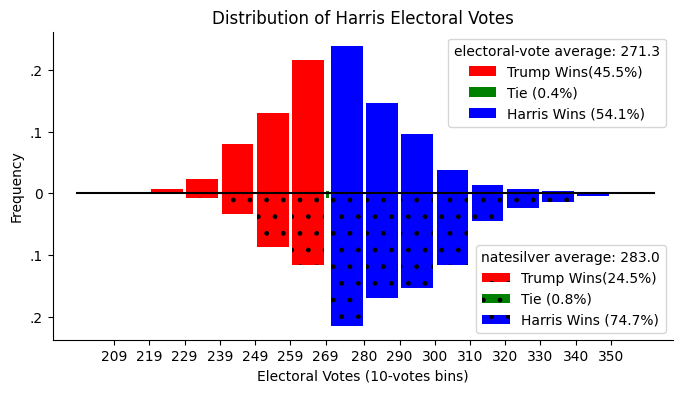 Distribution of Harris Electoral Votes
electoral-vote average: 271.3
Trump Wins(45.5%)
Tie (0.4%)
Harris Wins (54.1%)
Frequency
.2
.1
0
.1
.2
natesilver average: 283.0
Trump Wins(24.5%)
Tie (0.8%)
Harris Wins (74.7%)
209 219 229 239 249 259 269 280 290 300 310 320 330 340 350
Electoral Votes (10-votes bins)